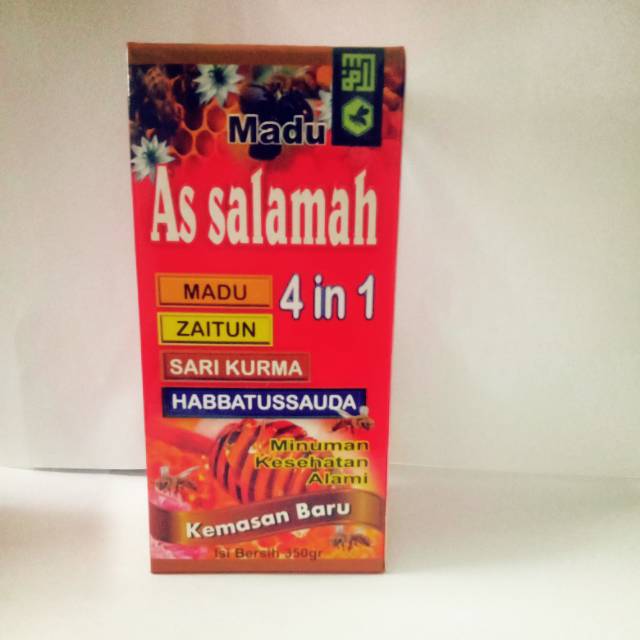 Madu
As salamah
4 in 1
MADU
ZAITUN
SARI KURMA
HABBATUSSAUDA
Minuman
Kesehatan
Alami
Kemasan Baru
Isi Bersih 350gr